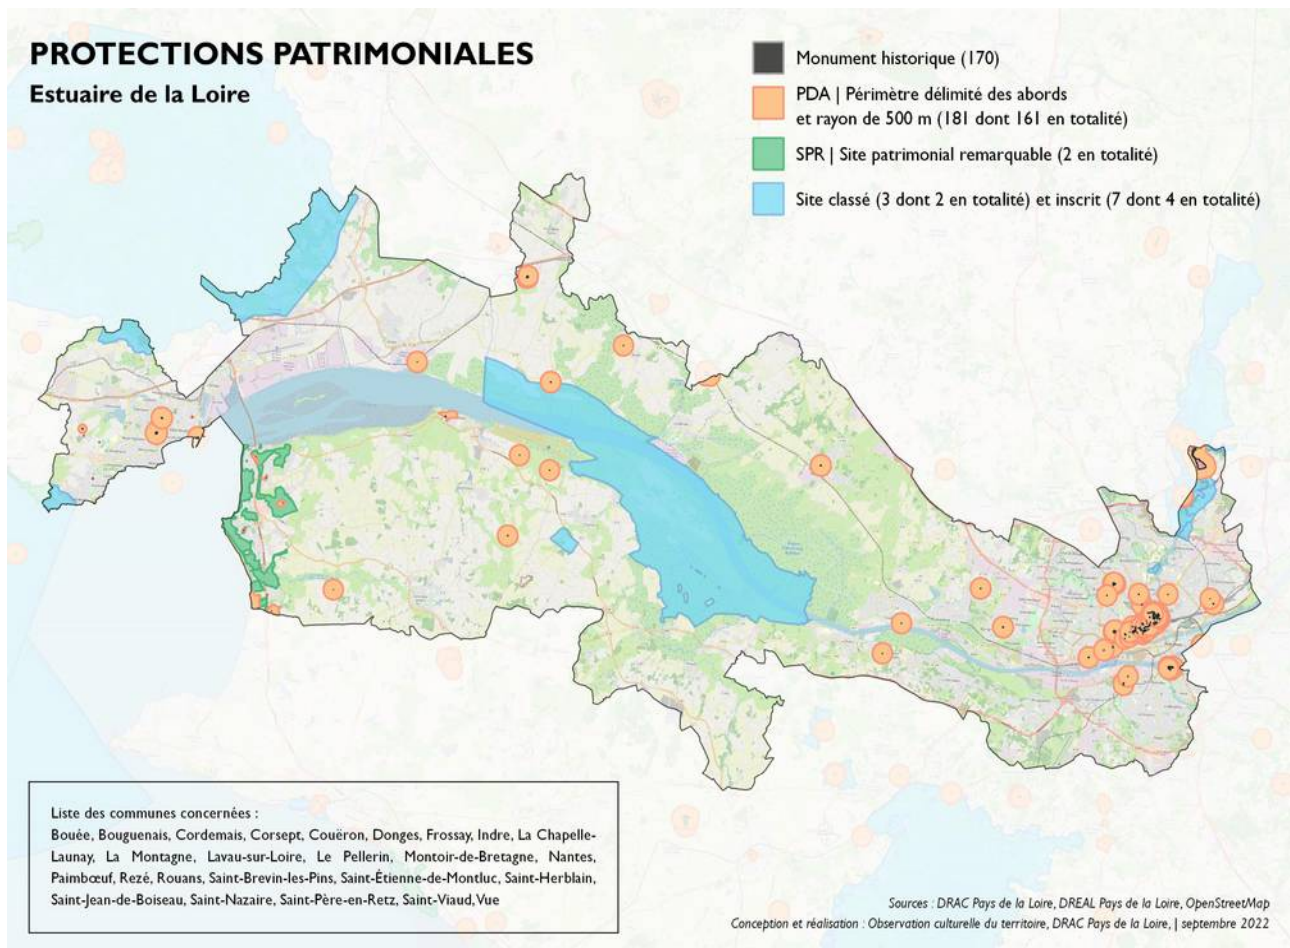 PROTECTIONS PATRIMONIALES
Estuaire de la Loire
Monument historique (170)
PDA | Périmètre délimité des abords
et rayon de 500 m (181 dont 161 en totalité)
SPR | Site patrimonial remarquable (2 en totalité)
Site classé (3 dont 2 en totalité) et inscrit (7 dont 4 en totalité)
Liste des communes concernées :
Bouée, Bouguenais, Cordemais, Corsept, Couëron, Donges, Frossay, Indre, La Chapelle-
Launay, La Montagne, Lavau-sur-Loire, Le Pellerin, Montoir-de-Bretagne, Nantes,
Paimbœuf, Rezé, Rouans, Saint-Brevin-les-Pins, Saint-Étienne-de-Montluc, Saint-Herblain,
Saint-Jean-de-Boiseau, Saint-Nazaire, Saint-Père-en-Retz, Saint-Viaud, Vue
Sources : DRAC Pays de la Loire, DREAL Pays de la Loire, OpenStreetMap
Conception et réalisation : Observation culturelle du territoire, DRAC Pays de la Loire, | septembre 2022